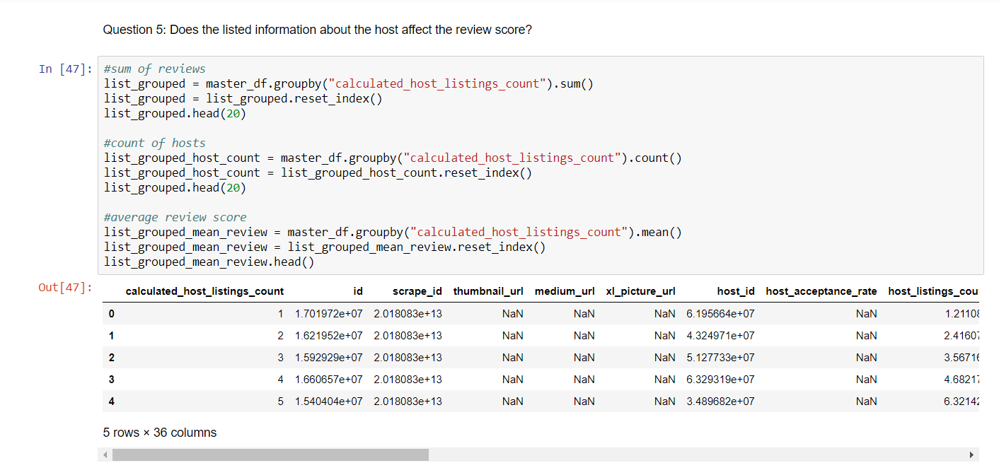 Question 5: Does the listed information about the host affect the review score?
In [47]:
#sum of reviews
list_grouped = master_df.groupby("calculated_host_listings_count").sum()
list_grouped = list_grouped.reset_index()
list_grouped.head(20)
#count of hosts
list_grouped_host_count = master_df.groupby("calculated_host_listings_count").count()
list_grouped_host_count = list_grouped_host_count.reset_index()
list_grouped.head(20)
#average review score
list_grouped_mean_review = master_df.groupby("calculated_host_listings_count").mean()
list_grouped_mean_review = list_grouped_mean_review.reset_index()
list_grouped_mean_review.head()
Out[47]:
calculated_host_listings_count id scrape_id thumbnail_url medium_url xl_picture_url host_id host_acceptance_rate host_listings_cou
0 1 1.701972e+07 2.018083e+13 NaN NaN NaN 6.195664e+07 NaN 1.2110
1 2 1.621952e+07 2.018083e+13 NaN NaN NaN 4.324971e+07 NaN 2.4160
2 3 1.592929e+07 2.018083e+13 NaN NaN NaN 5.127733e+07 NaN 3.5671
3 4 1.660657e+07 2.018083e+13 NaN NaN NaN 6.329319e+07 NaN 4.6821
4 5 1.540404e+07 2.018083e+13 NaN NaN NaN 3.489682e+07 NaN 6.3214
5 rows × 36 columns